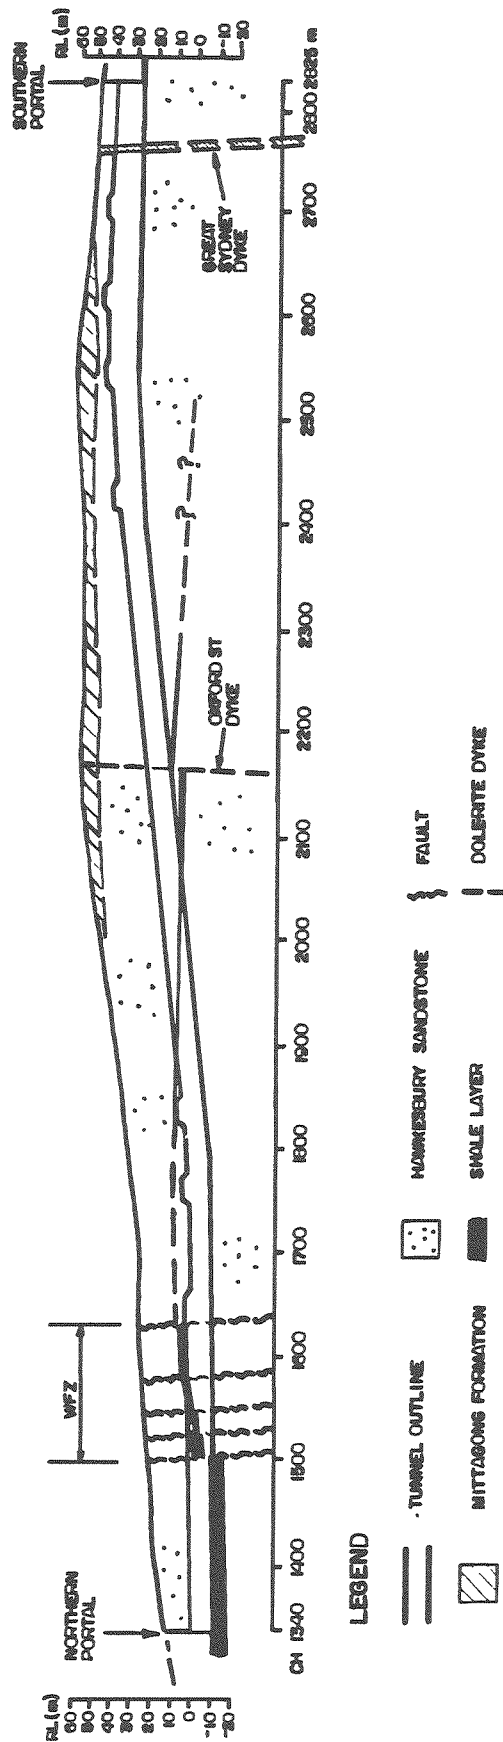 RL(m)
60
50
40
30
20
10
0
-10
-20
NORTHERN
PORTAL
WFZ
OXFORD ST
DYKE
? ?
GREAT
SYDNEY
DYKE
SOUTHERN
PORTAL
RL(m)
60
50
40
30
20
10
0
-10
-20
CH 1340 1400 1500 1600 1700 1800 1900 2000 2100 2200 2300 2400 2500 2600 2700 2800 2825 m
LEGEND
TUNNEL OUTLINE
HAWKESBURY SANDSTONE
FAULT
MITTAGONG FORMATION
SHALE LAYER
DOLERITE DYKE